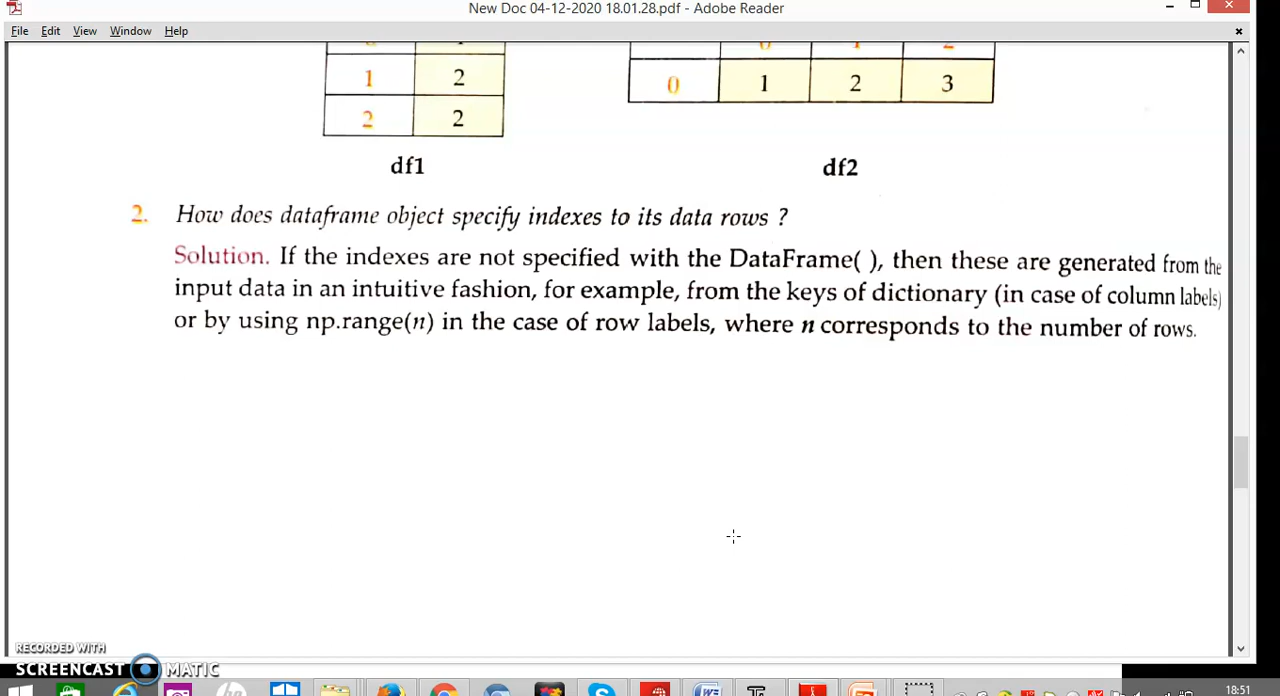 New Doc 04-12-2020 18.01.28.pdf - Adobe Reader
File Edit View Window Help
1 2
0 1 2 3
2 2
df1 df2
2. How does dataframe object specify indexes to its data rows ?
Solution. If the indexes are not specified with the DataFrame( ), then these are generated from the
input data in an intuitive fashion, for example, from the keys of dictionary (in case of column labels)
or by using np.range(n) in the case of row labels, where n corresponds to the number of rows.
RECORDED WITH
SCREENCAST MATIC
18:51